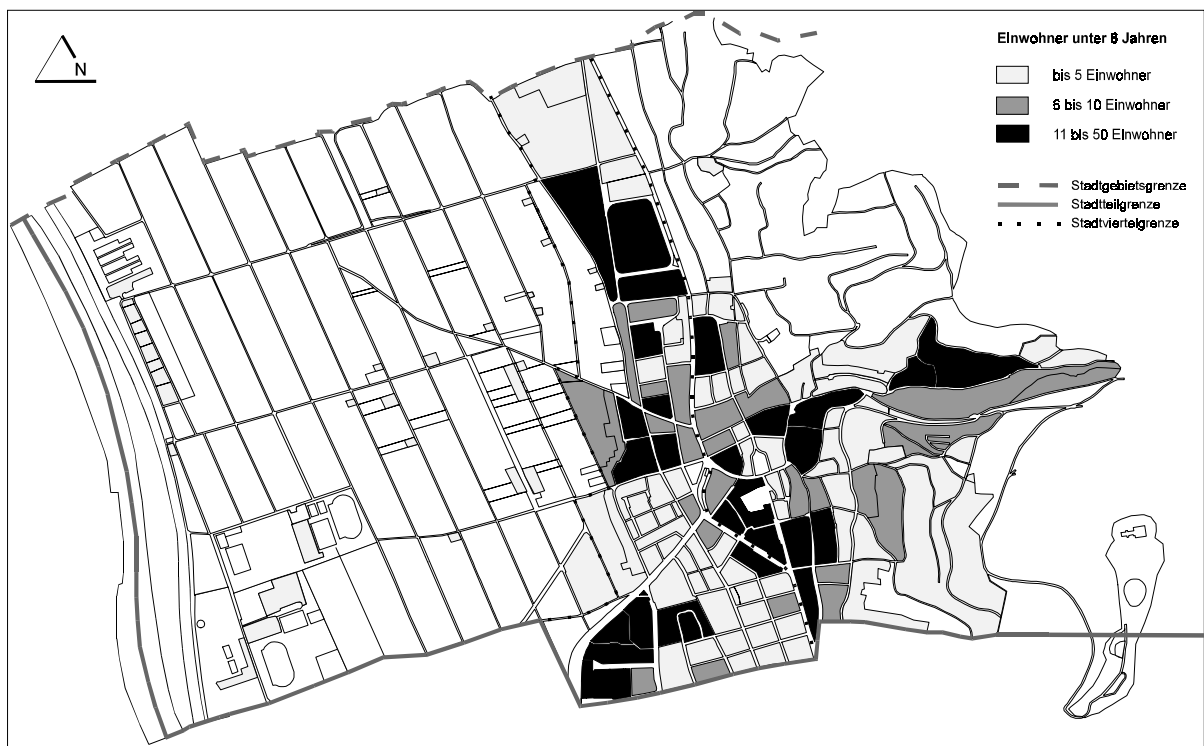 N
Einwohner unter 6 Jahren
bis 5 Einwohner
6 bis 10 Einwohner
11 bis 50 Einwohner
Stadtgebietsgrenze
Stadtteilgrenze
Stadtviertelgrenze